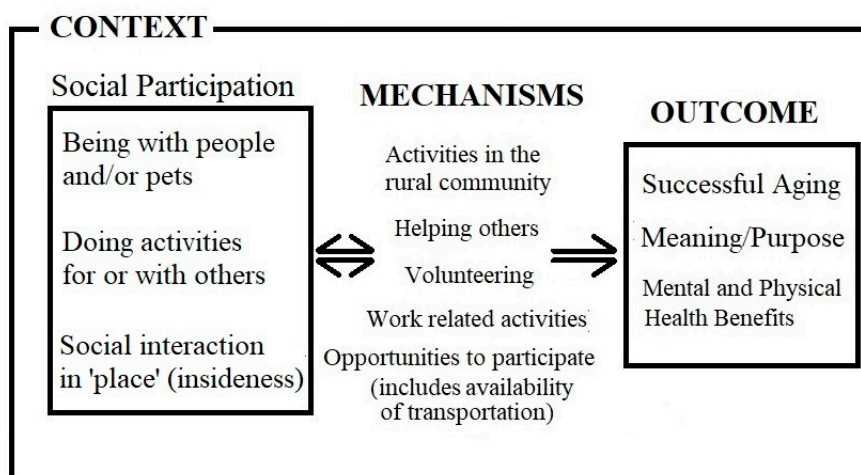 CONTEXT
Social Participation
Being with people
and/or pets
Doing activities
for or with others
Social interaction
in 'place' (insideness)
MECHANISMS
Activities in the
rural community
Helping others
Volunteering
Work related activities
Opportunities to participate
(includes availability
of transportation)
OUTCOME
Successful Aging
Meaning/Purpose
Mental and Physical
Health Benefits